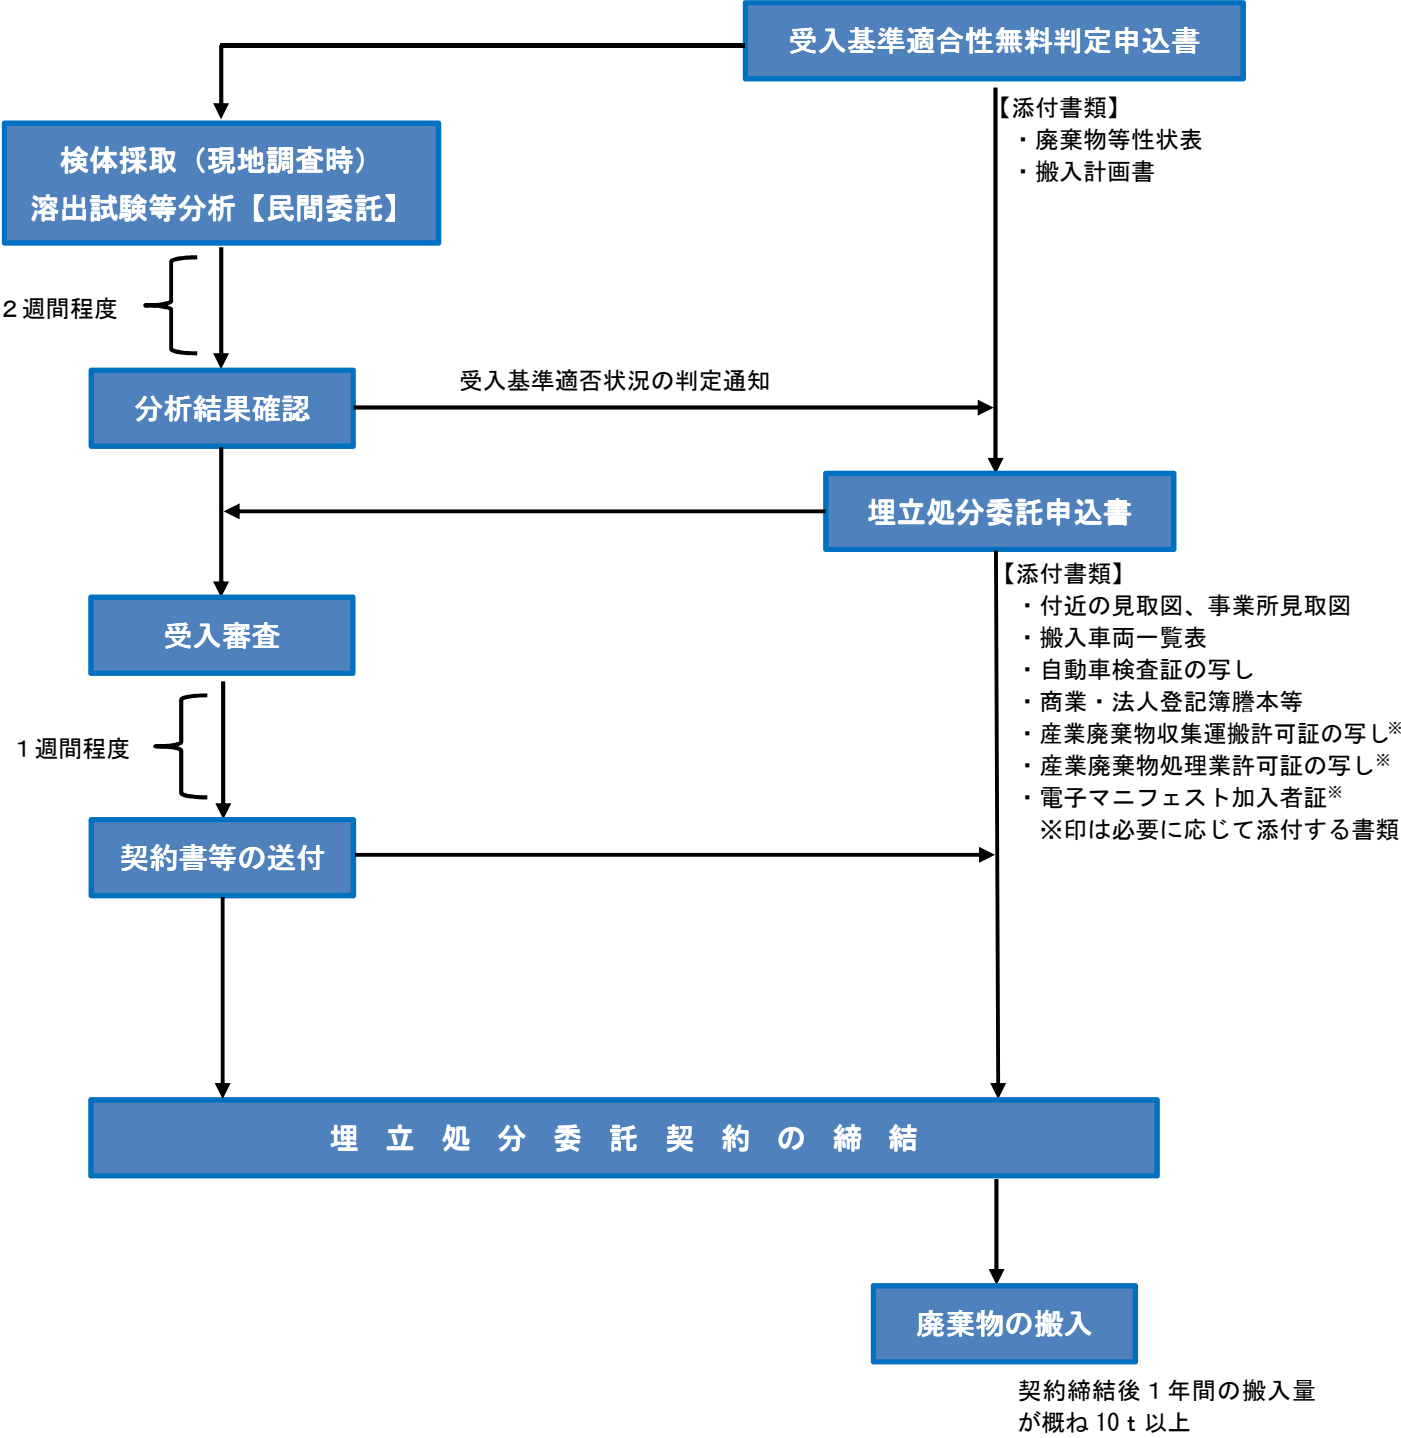 受入基準適合性無料判定申込書
【添付書類】
・廃棄物等性状表
・搬入計画書
検体採取（現地調査時）
溶出試験等分析【民間委託】
２週間程度
分析結果確認
受入基準適否状況の判定通知
埋立処分委託申込書
【添付書類】
・付近の見取図、事業所見取図
・搬入車両一覧表
・自動車検査証の写し
・商業・法人登記簿謄本等
・産業廃棄物収集運搬許可証の写し※
・産業廃棄物処理業許可証の写し※
・電子マニフェスト加入者証※
※印は必要に応じて添付する書類
受入審査
１週間程度
契約書等の送付
埋立処分委託契約の締結
廃棄物の搬入
契約締結後１年間の搬入量
が概ね10ｔ以上